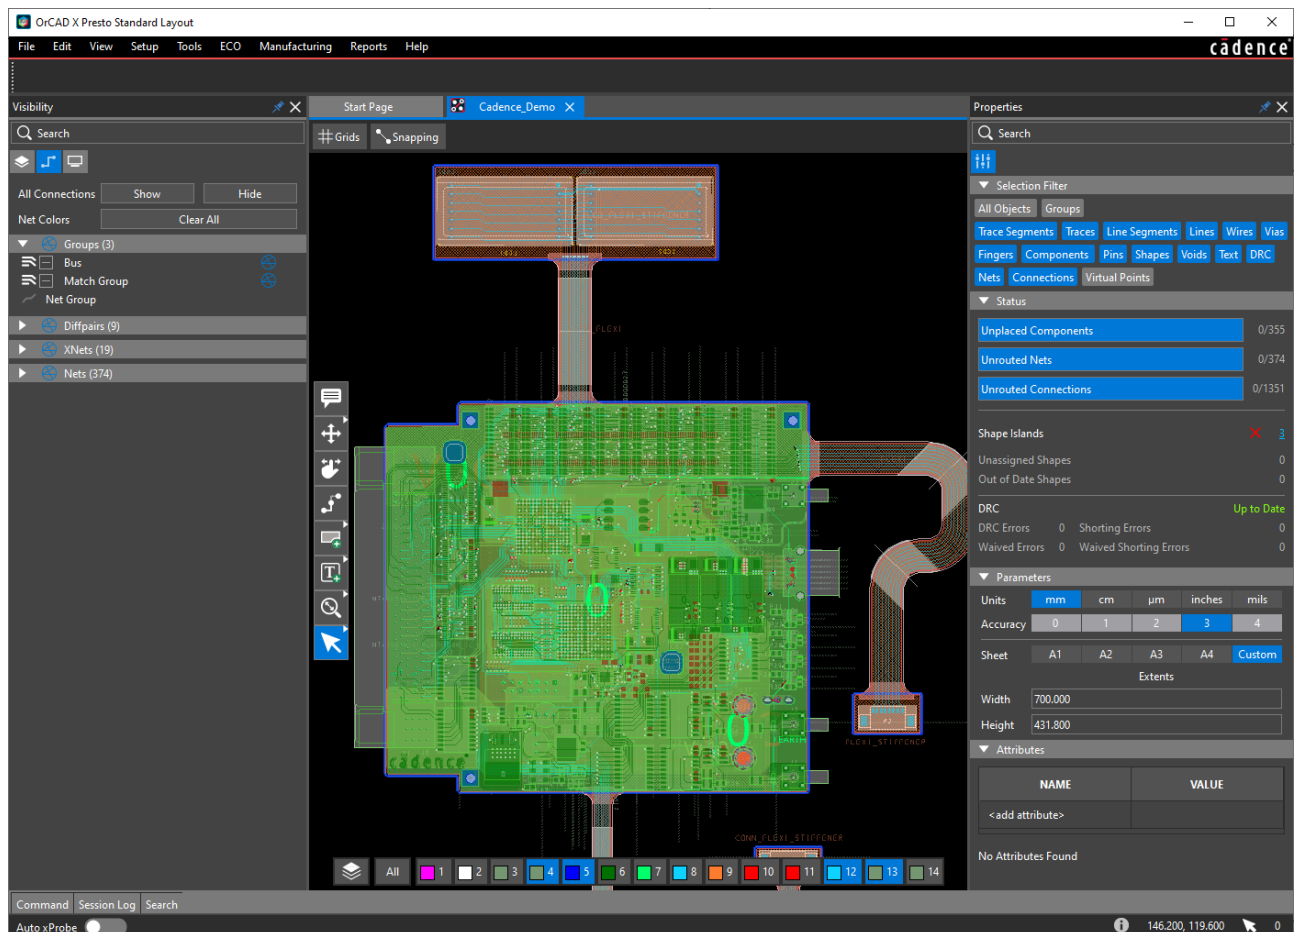 OrCAD X Presto Standard Layout
File Edit View Setup Tools ECO Manufacturing Reports Help
cādence
Visibility
Search
All Connections Show Hide
Net Colors Clear All
Groups (3)
Bus
Match Group
Net Group
Diffpairs (9)
XNets (19)
Nets (374)
Start Page Cadence_Demo
Grids Snapping
CONN_FLEXI_STIFFENER
FLEXI
EARTH
P2
FLEXI_STIFFENER
cadence
CONN_FLEXI_STIFFENER
All 1 2 3 4 5 6 7 8 9 10 11 12 13 14
Properties
Search
Selection Filter
All Objects Groups
Trace Segments Traces Line Segments Lines Wires Vias
Fingers Components Pins Shapes Voids Text DRC
Nets Connections Virtual Points
Status
Unplaced Components 0/355
Unrouted Nets 0/374
Unrouted Connections 0/1351
Shape Islands 3
Unassigned Shapes 0
Out of Date Shapes 0
DRC Up to Date
DRC Errors 0 Shorting Errors 0
Waived Errors 0 Waived Shorting Errors 0
Parameters
Units mm cm µm inches mils
Accuracy 0 1 2 3 4
Sheet A1 A2 A3 A4 Custom
Extents
Width 700.000
Height 431.800
Attributes
NAME VALUE
<add attribute>
No Attributes Found
Command Session Log Search
Auto xProbe
146.200, 119.600 0